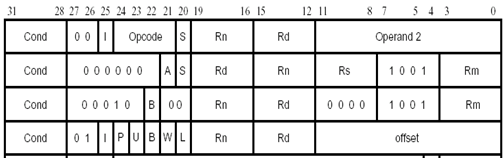 31 28 27 26 25 24 23 22 21 20 19 16 15 12 11 8 7 5 4 3 0
Cond 0 0 I Opcode S Rn Rd Operand 2
Cond 0 0 0 0 0 0 A S Rd Rn Rs 1 0 0 1 Rm
Cond 0 0 0 1 0 B 0 0 Rn Rd 0 0 0 0 1 0 0 1 Rm
Cond 0 1 I P U B W L Rn Rd offset